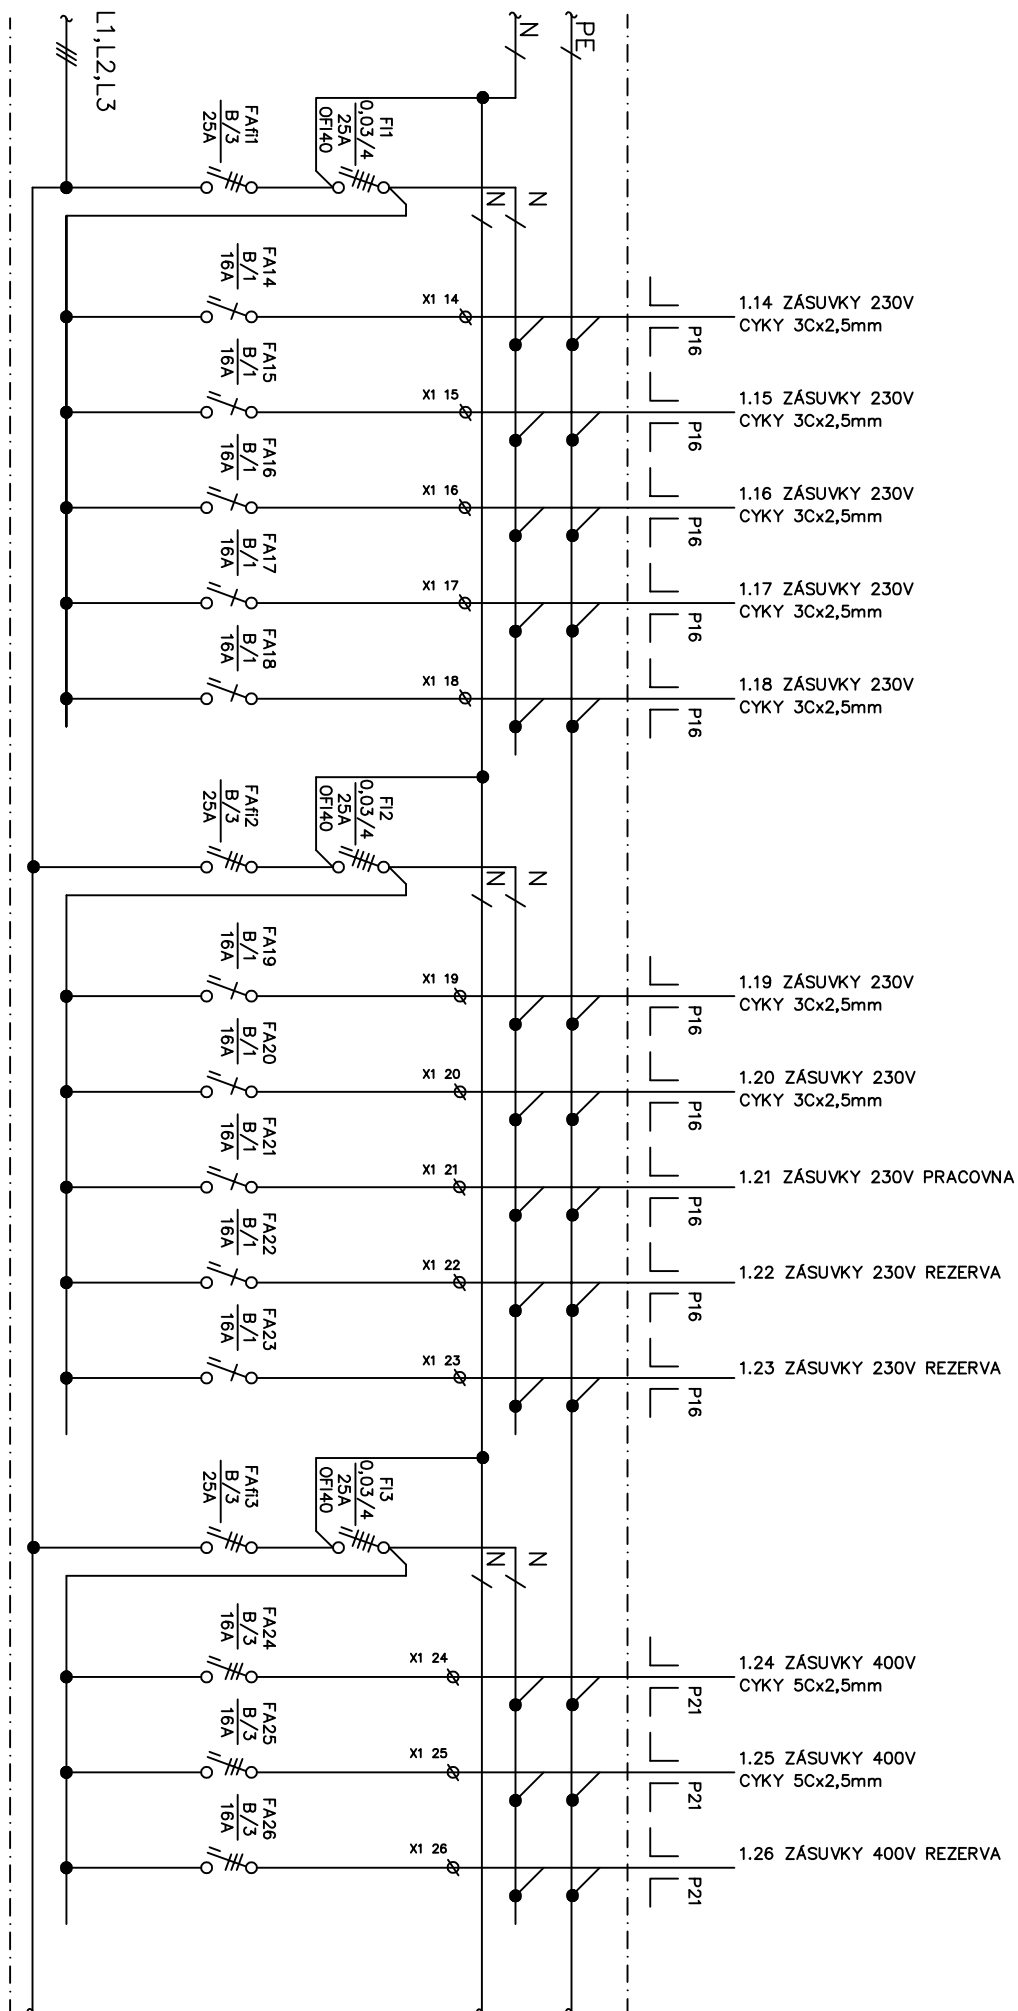 L1,L2,L3
N
PE
FAfi1
B/3
25A
FI1
0,03/4
25A
OFI40
N
N
FA14
B/1
16A
X1 14
P16
1.14 ZÁSUVKY 230V
CYKY 3Cx2,5mm
FA15
B/1
16A
X1 15
P16
1.15 ZÁSUVKY 230V
CYKY 3Cx2,5mm
FA16
B/1
16A
X1 16
P16
1.16 ZÁSUVKY 230V
CYKY 3Cx2,5mm
FA17
B/1
16A
X1 17
P16
1.17 ZÁSUVKY 230V
CYKY 3Cx2,5mm
FA18
B/1
16A
X1 18
P16
1.18 ZÁSUVKY 230V
CYKY 3Cx2,5mm
FAfi2
B/3
25A
FI2
0,03/4
25A
OFI40
N
N
FA19
B/1
16A
X1 19
P16
1.19 ZÁSUVKY 230V
CYKY 3Cx2,5mm
FA20
B/1
16A
X1 20
P16
1.20 ZÁSUVKY 230V
CYKY 3Cx2,5mm
FA21
B/1
16A
X1 21
P16
1.21 ZÁSUVKY 230V PRACOVNA
FA22
B/1
16A
X1 22
P16
1.22 ZÁSUVKY 230V REZERVA
FA23
B/1
16A
X1 23
P16
1.23 ZÁSUVKY 230V REZERVA
FAfi3
B/3
25A
FI3
0,03/4
25A
OFI40
N
N
FA24
B/3
16A
X1 24
P21
1.24 ZÁSUVKY 400V
CYKY 5Cx2,5mm
FA25
B/3
16A
X1 25
P21
1.25 ZÁSUVKY 400V
CYKY 5Cx2,5mm
FA26
B/3
16A
X1 26
P21
1.26 ZÁSUVKY 400V REZERVA